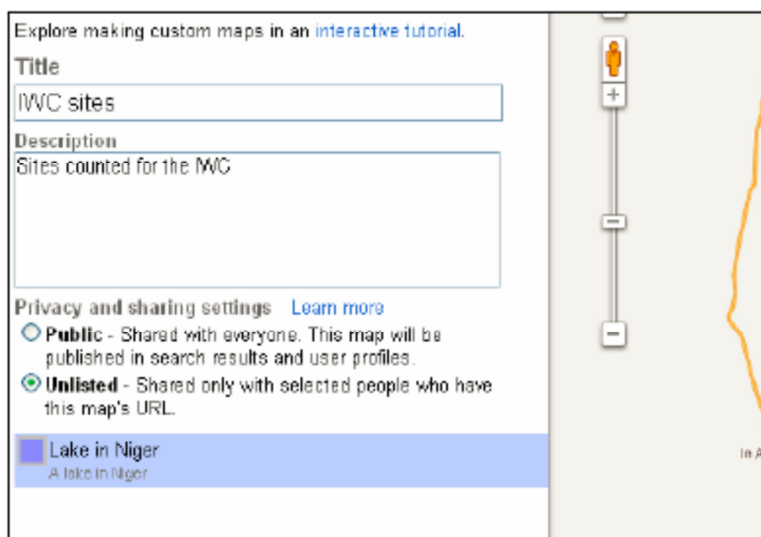 Explore making custom maps in an interactive tutorial.
Title
IWC sites
Description
Sites counted for the IWC
Privacy and sharing settings Learn more
Public - Shared with everyone. This map will be
published in search results and user profiles.
Unlisted - Shared only with selected people who have
this map's URL.
Lake in Niger
A lake in Niger
In A